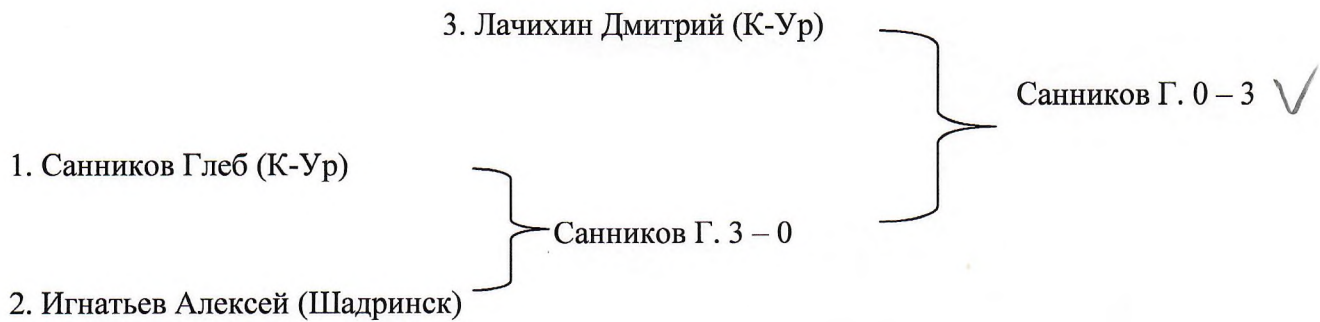 3. Лачихин Дмитрий (К-Ур)
Санников Г. 0 – 3
1. Санников Глеб (К-Ур)
Санников Г. 3 – 0
2. Игнатьев Алексей (Шадринск)